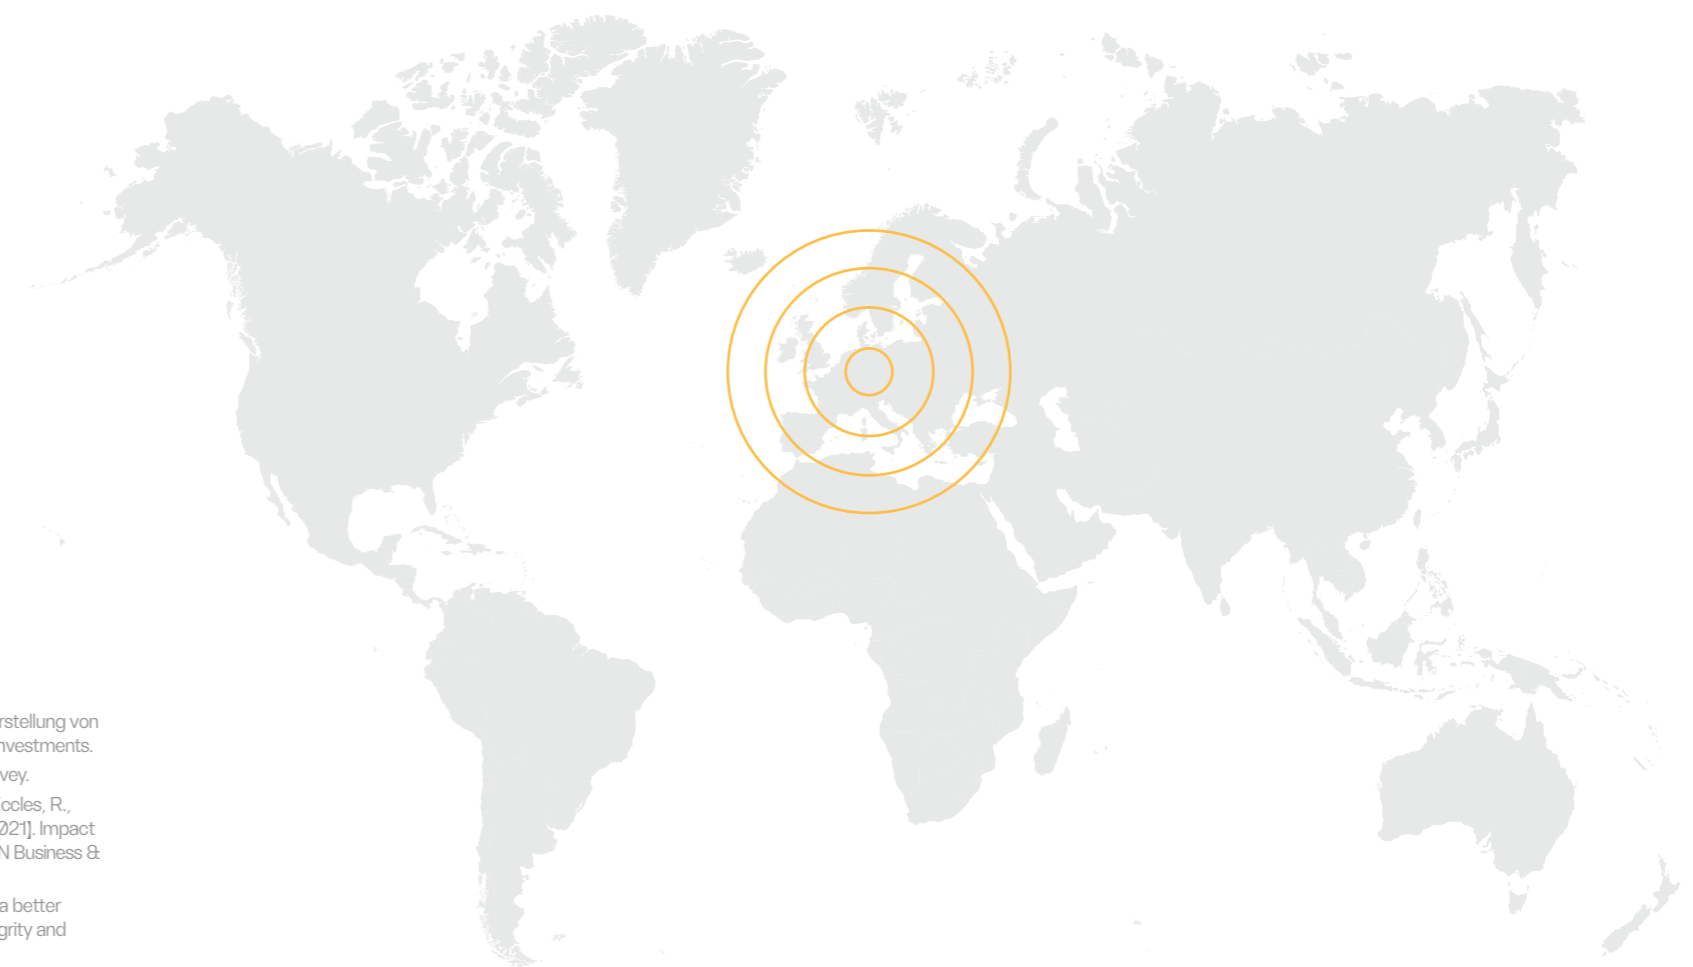 rstellung von
nvestments.
vey.
ccles, R.,
021]. Impact
N Business &
a better
grity and